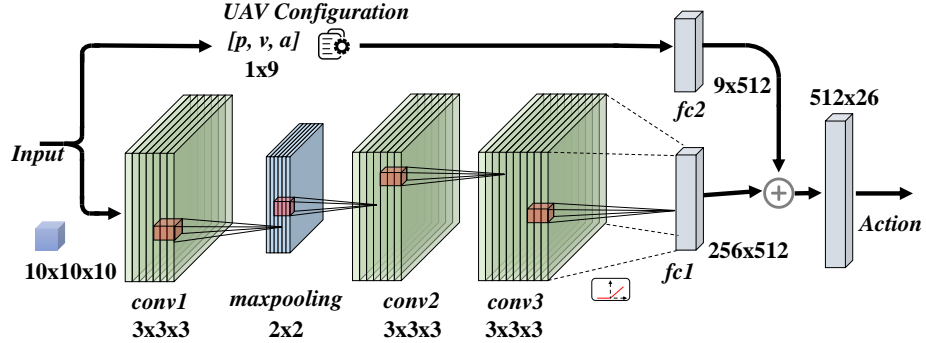 UAV Configuration
[p, v, a]
1x9
Input
10x10x10
conv1
3x3x3
maxpooling
2x2
conv2
3x3x3
conv3
3x3x3
fc1
256x512
fc2
9x512
512x26
Action